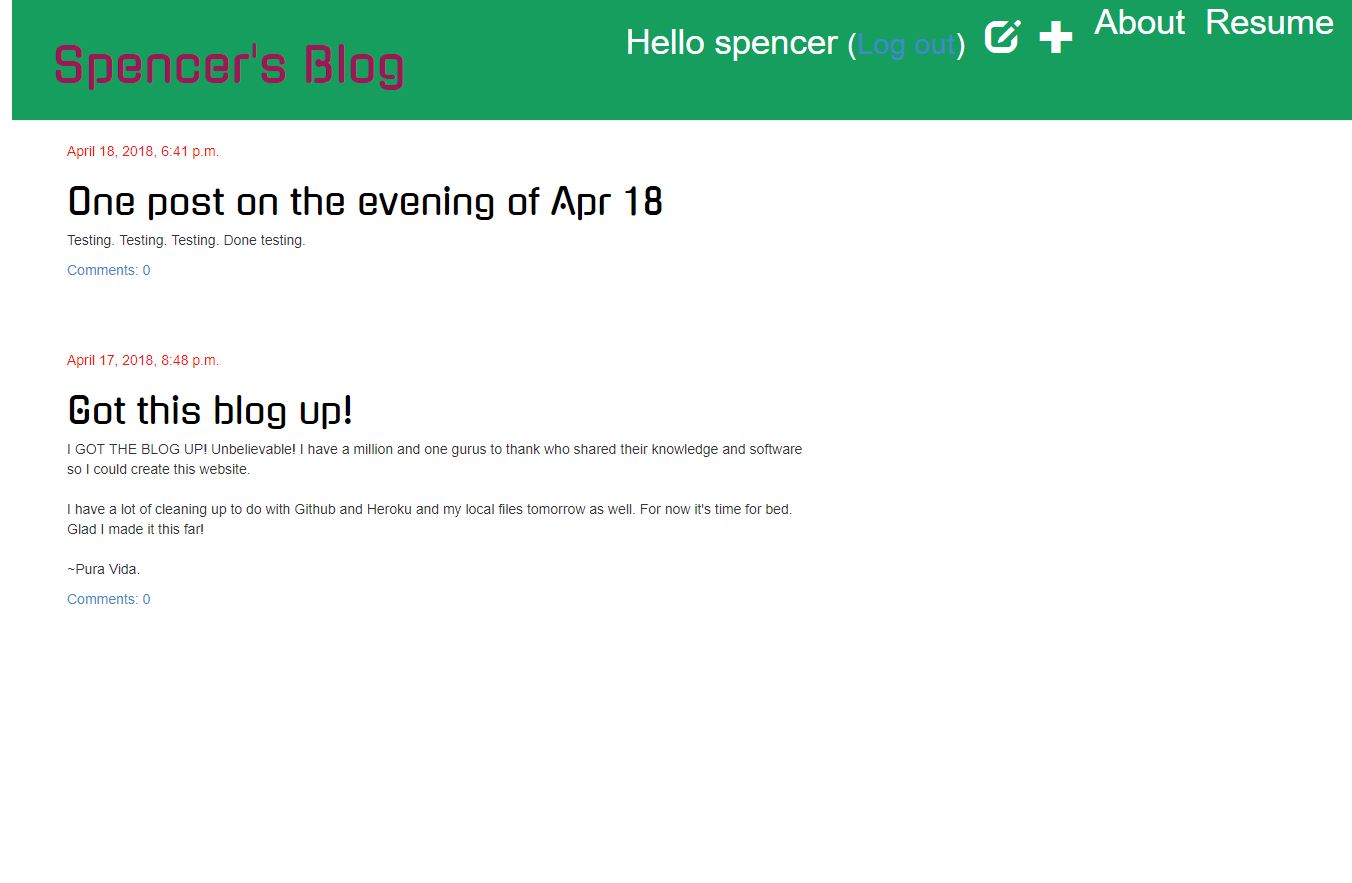 Spencer's Blog
Hello spencer (Log out)
About Resume
April 18, 2018, 6:41 p.m.
One post on the evening of Apr 18
Testing. Testing. Testing. Done testing.
Comments: 0
April 17, 2018, 8:48 p.m.
Got this blog up!
I GOT THE BLOG UP! Unbelievable! I have a million and one gurus to thank who shared their knowledge and software
so I could create this website.
I have a lot of cleaning up to do with Github and Heroku and my local files tomorrow as well. For now it's time for bed.
Glad I made it this far!
~Pura Vida.
Comments: 0